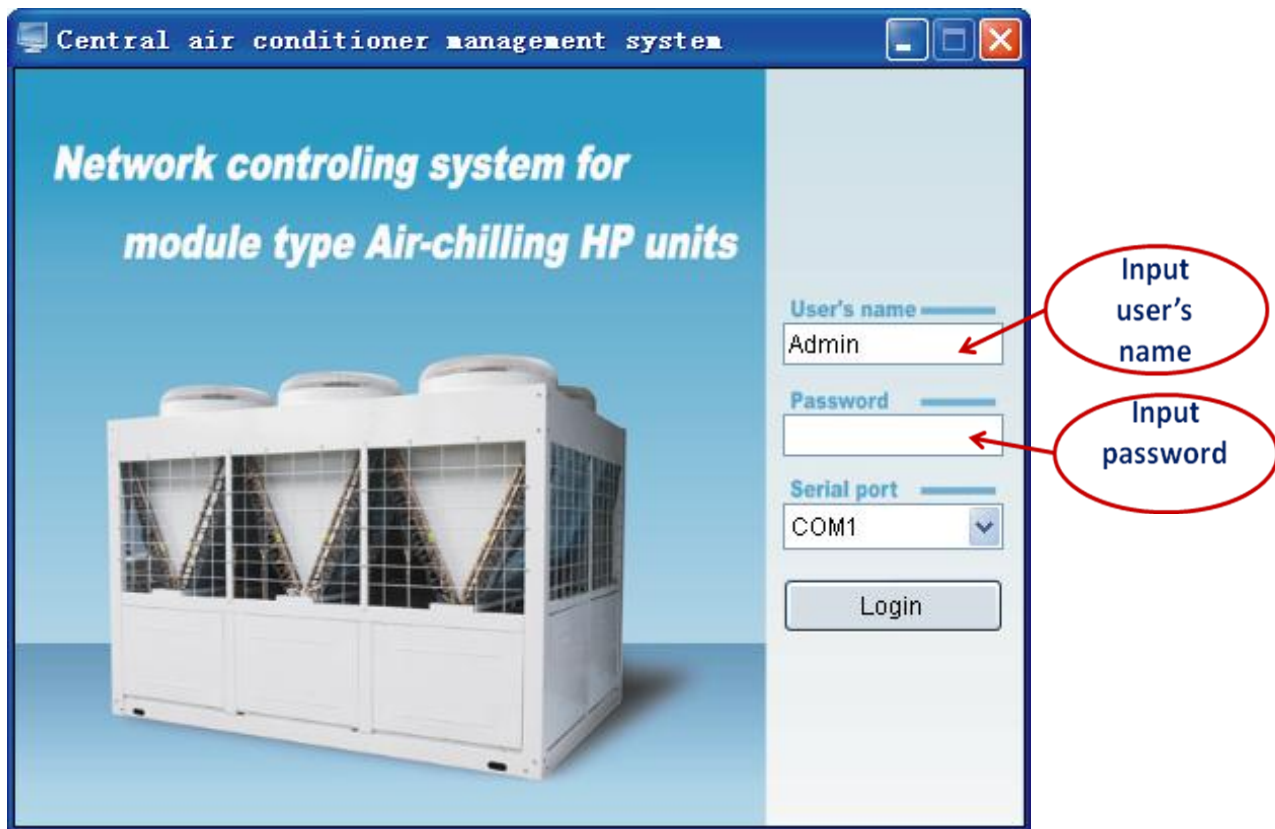 Central air conditioner management system
Network controling system for
module type Air-chilling HP units
User's name
Admin
Password
Serial port
COM1
Login
Input
user’s
name
Input
password